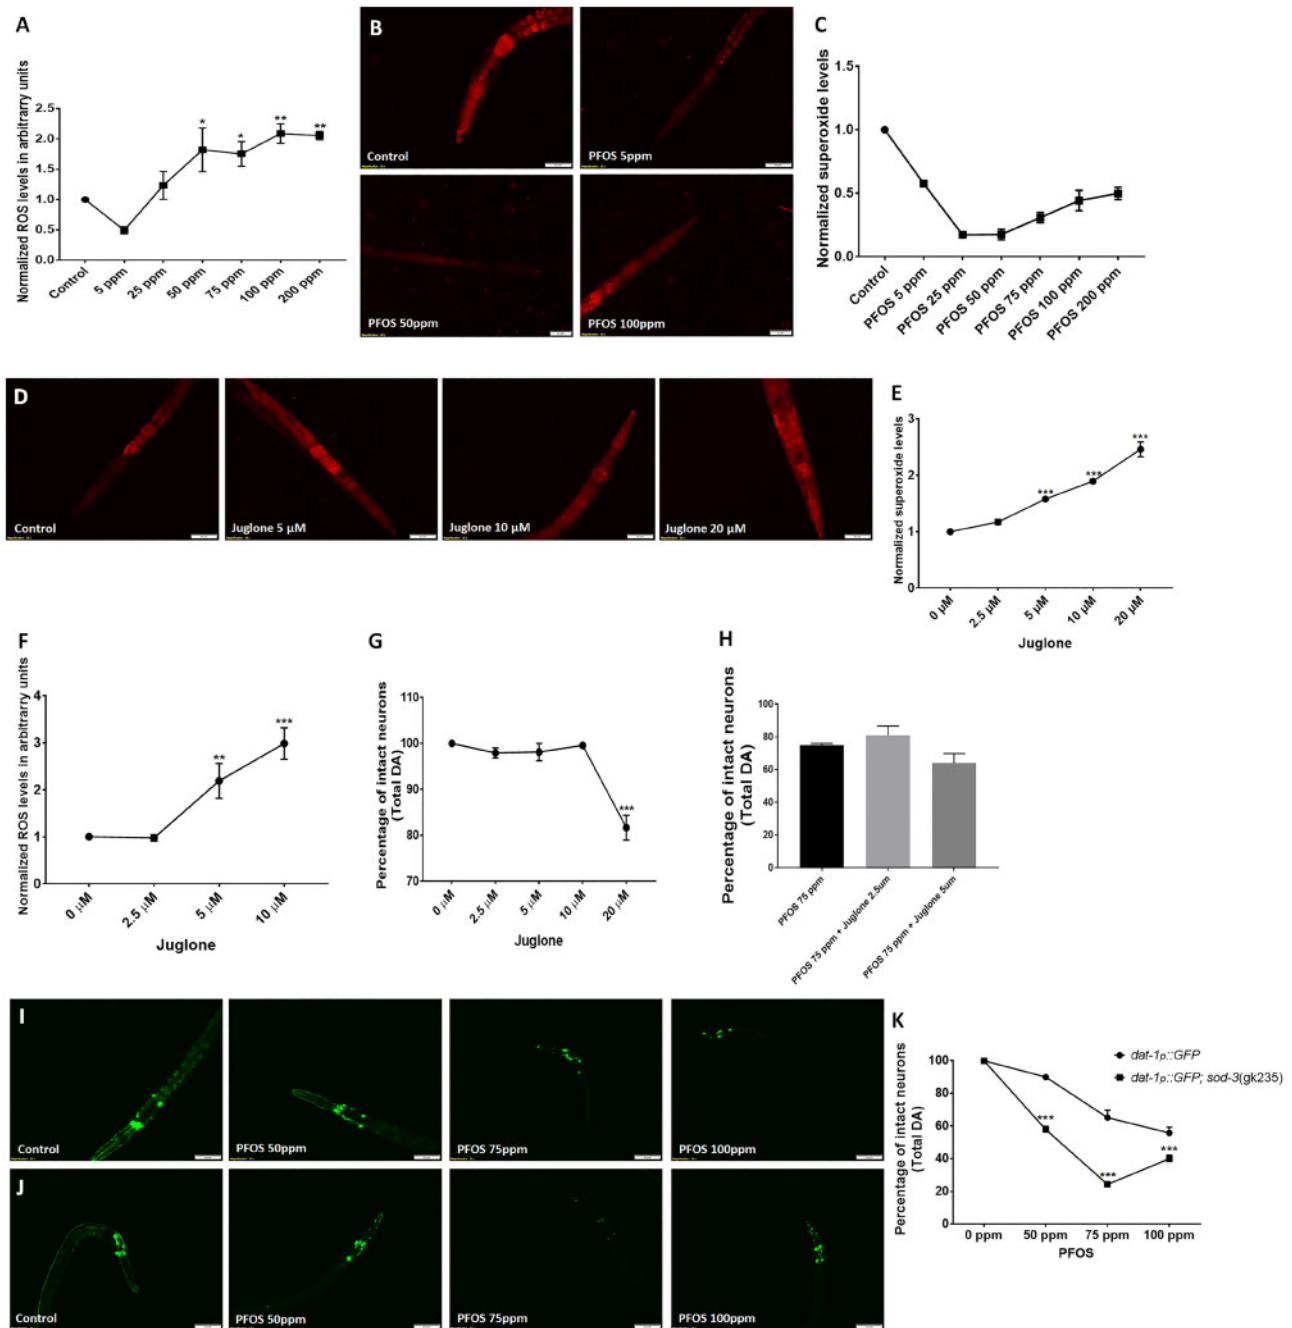 A
Normalized ROS levels in arbitrarry units
2.5
2.0
1.5
1.0
0.5
0.0
*
*
**
**
Control
5 ppm
25 ppm
50 ppm
75 ppm
100 ppm
200 ppm
B
Control
PFOS 5ppm
PFOS 50ppm
PFOS 100ppm
C
Normalized superoxide levels
1.5
1.0
0.5
0.0
Control
PFOS 5 ppm
PFOS 25 ppm
PFOS 50 ppm
PFOS 75 ppm
PFOS 100 ppm
PFOS 200 ppm
D
Control
Juglone 5 µM
Juglone 10 µM
Juglone 20 µM
E
Normalized superoxide levels
3
2
1
0
***
***
***
0 µM
2.5 µM
5 µM
10 µM
20 µM
Juglone
F
Normalized ROS levels in arbitrarry units
4
3
2
1
0
**
***
0 µM
2.5 µM
5 µM
10 µM
Juglone
G
Percentage of intact neurons
(Total DA)
110
100
90
80
70
***
0 µM
2.5 µM
5 µM
10 µM
20 µM
Juglone
H
Percentage of intact neurons
(Total DA)
100
80
60
40
20
0
PFOS 75 ppm
PFOS 75 ppm + Juglone 2.5um
PFOS 75 ppm + Juglone 5um
I
Control
PFOS 50ppm
PFOS 75ppm
PFOS 100ppm
J
Control
PFOS 50ppm
PFOS 75ppm
PFOS 100ppm
K
Percentage of intact neurons
(Total DA)
100
80
60
40
20
0
dat-1p::GFP
dat-1p::GFP; sod-3(gk235)
***
***
***
0 ppm
50 ppm
75 ppm
100 ppm
PFOS